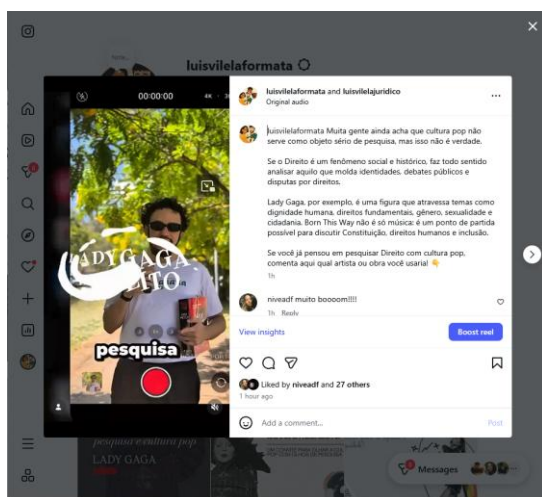 luisvilelaformata
luisvilelaformata and luisvilelajuridico
Original audio
00:00:00
4K
LADY GAGA
pesquisa
luisvilelaformata Muita gente ainda acha que cultura pop não
serve como objeto sério de pesquisa, mas isso não é verdade.
Se o Direito é um fenômeno social e histórico, faz todo sentido
analisar aquilo que molda identidades, debates públicos e
disputas por direitos.
Lady Gaga, por exemplo, é uma figura que atravessa temas como
dignidade humana, direitos fundamentais, gênero, sexualidade e
cidadania. Born This Way não é só música: é um ponto de partida
possível para discutir Constituição, direitos humanos e inclusão.
Se você já pensou em pesquisar Direito com cultura pop,
comenta aqui qual artista ou obra você usaria! 👇
1h
niveadf muito boooom!!!!
1h Reply
View insights
Boost reel
Liked by niveadf and 27 others
1 hour ago
Add a comment...
Post
pesquisa e cultura pop
LADY GAGA
Messages